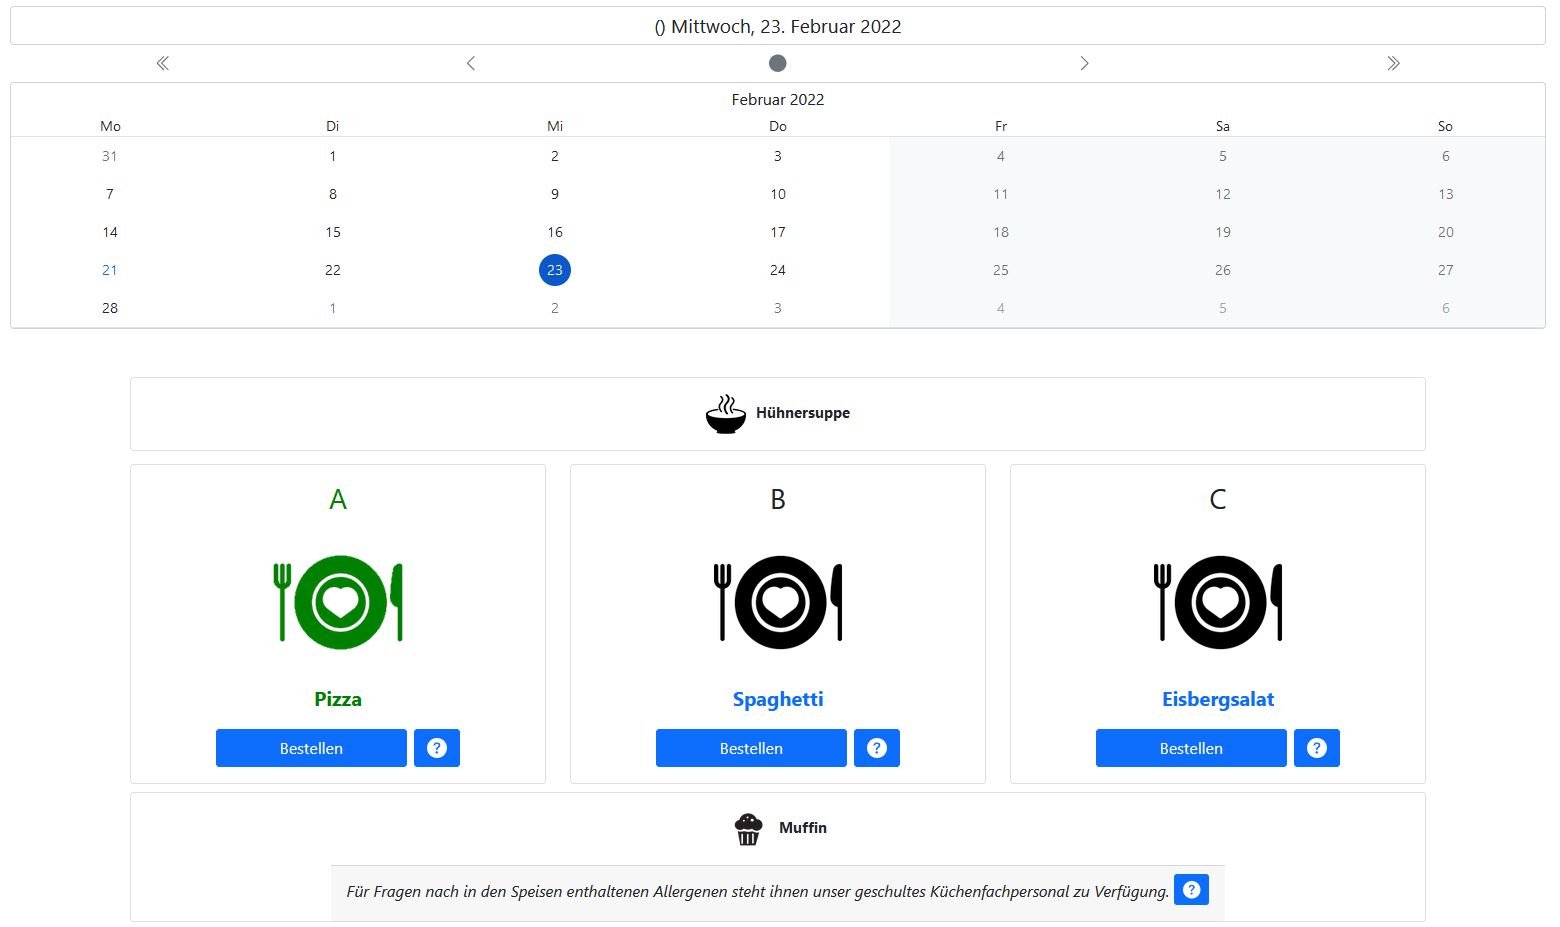 () Mittwoch, 23. Februar 2022
Februar 2022
Mo Di Mi Do Fr Sa So
31 1 2 3 4 5 6
7 8 9 10 11 12 13
14 15 16 17 18 19 20
21 22 23 24 25 26 27
28 1 2 3 4 5 6
Hühnersuppe
A
Pizza
Bestellen ?
B
Spaghetti
Bestellen ?
C
Eisbergsalat
Bestellen ?
Muffin
Für Fragen nach in den Speisen enthaltenen Allergenen steht ihnen unser geschultes Küchenfachpersonal zu Verfügung. ?